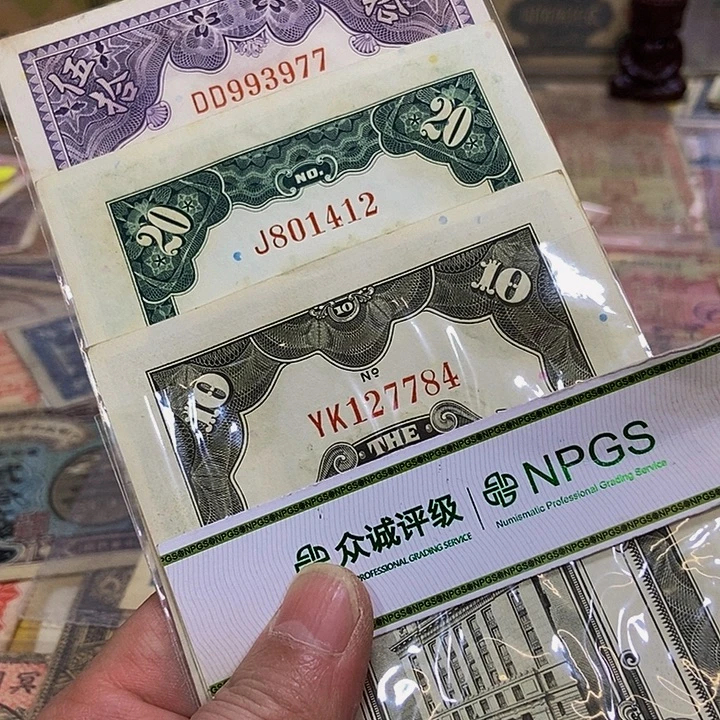 伍拾
DD993977
20
NO.
20
J801412
10
10
10
Nº
YK127784
THE
众诚评级
PROFESSIONAL GRADING SERVICE
NPGS
Numismatic Professional Grading Service